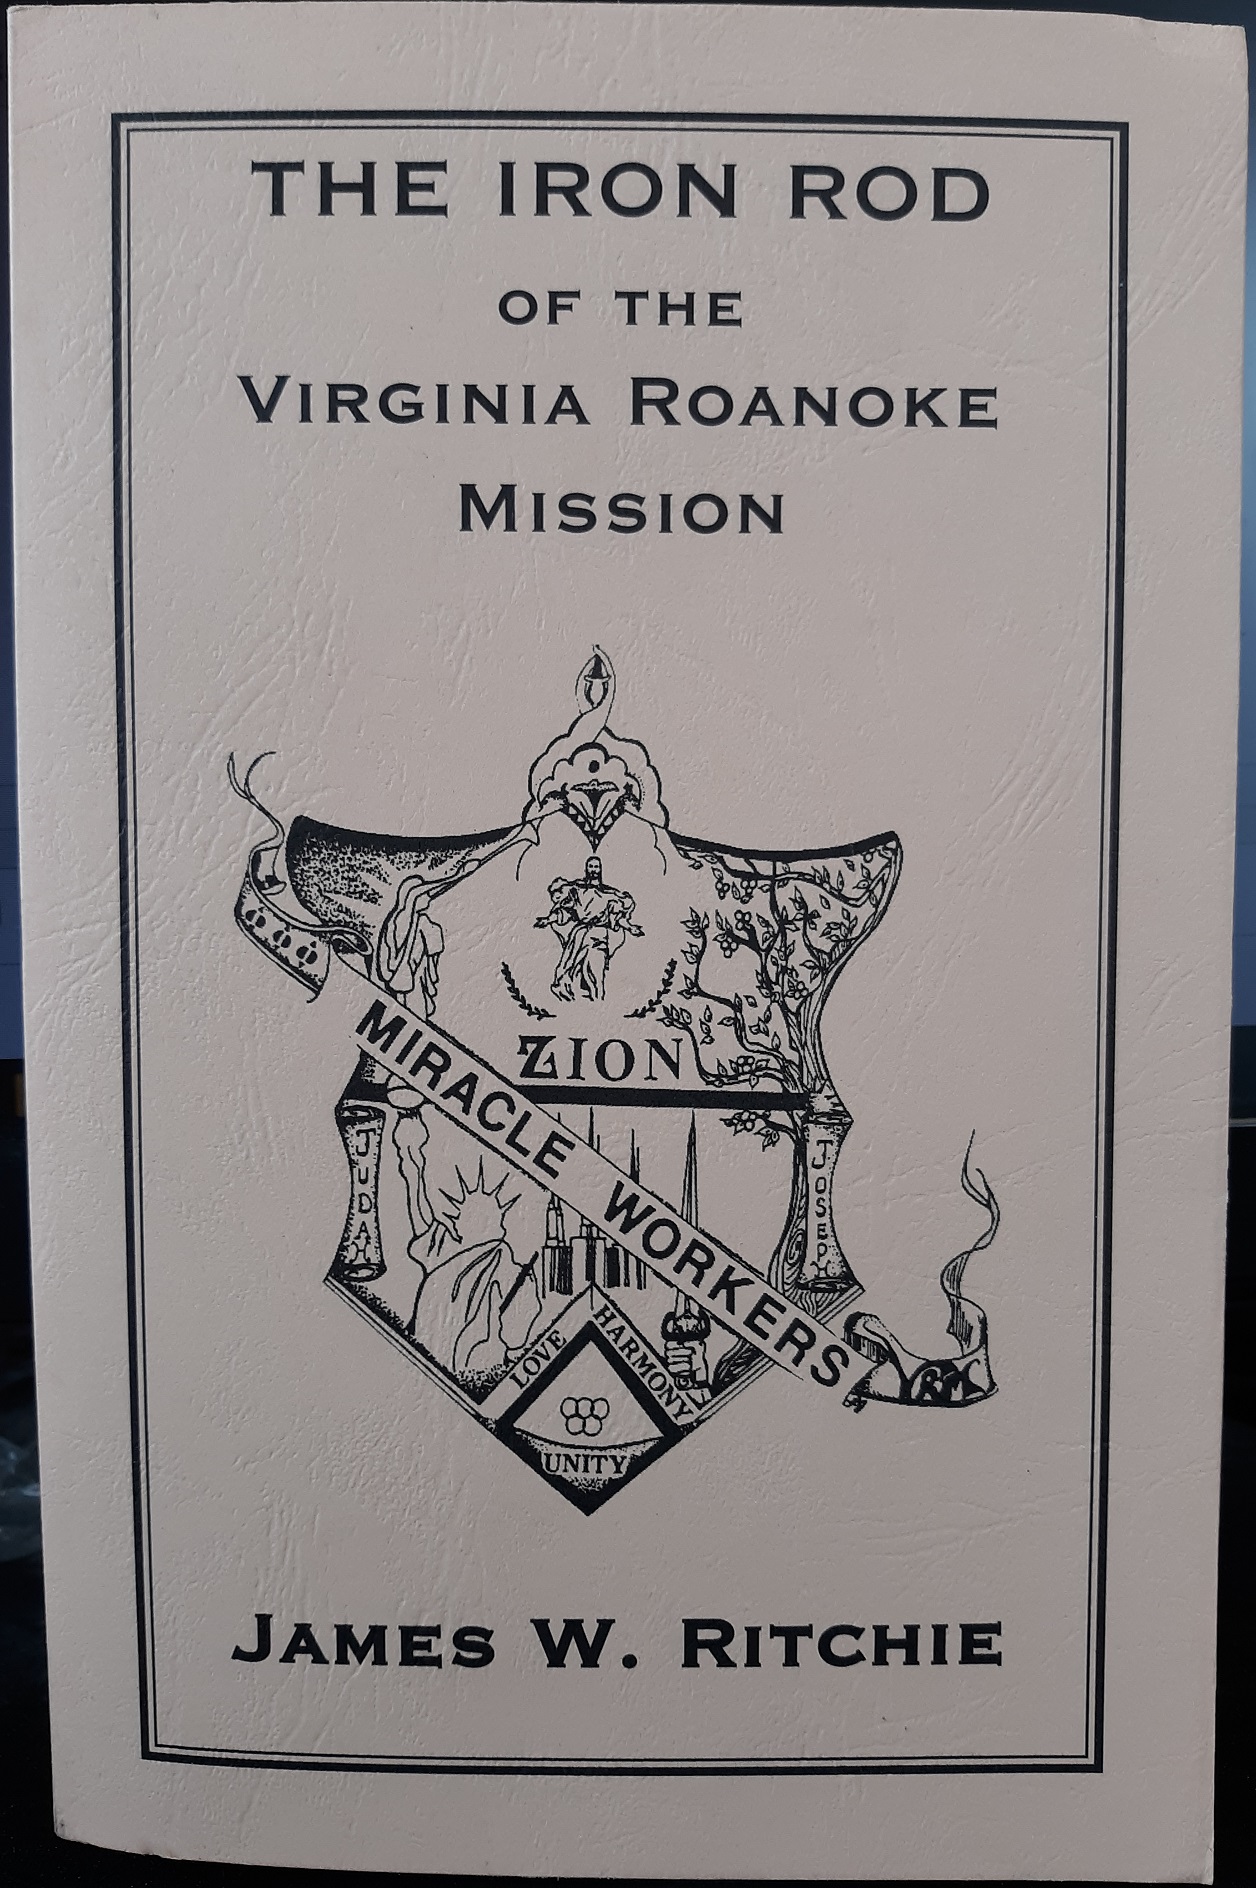 THE IRON ROD
OF THE
VIRGINIA ROANOKE
MISSION
ZION
MIRACLE WORKERS
JUDAH
JOSEPH
LOVE
HARMONY
UNITY
JAMES W. RITCHIE